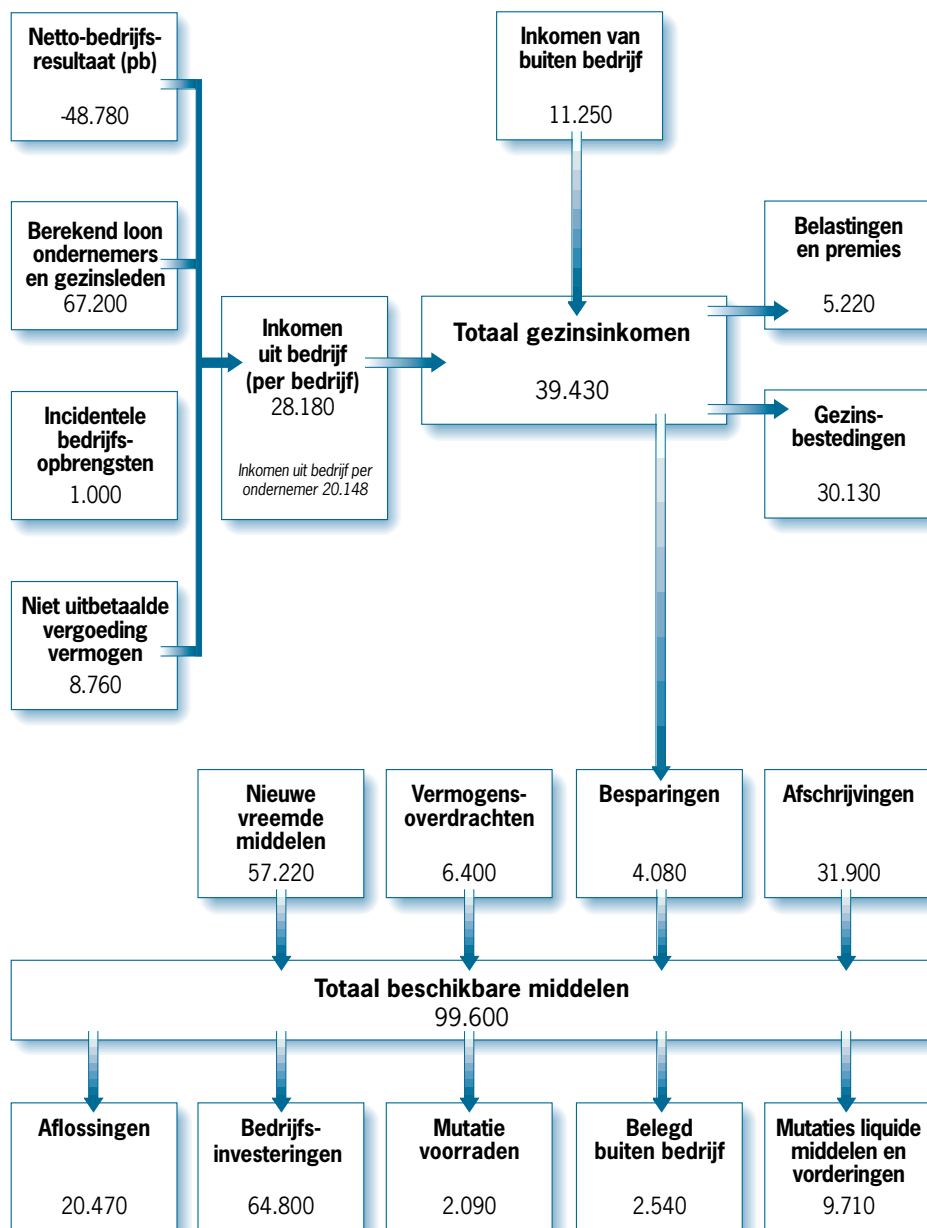 Netto-bedrijfs-
resultaat (pb)
-48.780
Inkomen van
buiten bedrijf
11.250
Berekend loon
ondernemers
en gezinsleden
67.200
Belastingen
en premies
5.220
Inkomen
uit bedrijf
(per bedrijf)
28.180
Inkomen uit bedrijf per
ondernemer 20.148
Totaal gezinsinkomen
39.430
Incidentele
bedrijfs-
opbrengsten
1.000
Gezins-
bestedingen
30.130
Niet uitbetaalde
vergoeding
vermogen
8.760
Nieuwe
vreemde
middelen
57.220
Vermogens-
overdrachten
6.400
Besparingen
4.080
Afschrijvingen
31.900
Totaal beschikbare middelen
99.600
Aflossingen
20.470
Bedrijfs-
investeringen
64.800
Mutatie
voorraden
2.090
Belegd
buiten bedrijf
2.540
Mutaties liquide
middelen en
vorderingen
9.710